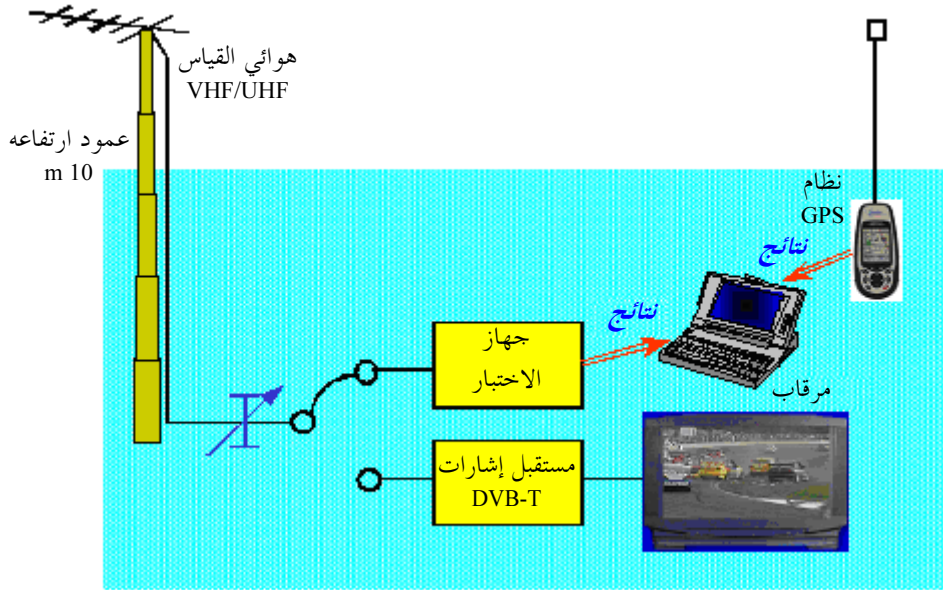 هوائي القياس
VHF/UHF
عمود ارتفاعه
m 10
نظام
GPS
نتائج
نتائج
جهاز
الاختبار
مرقاب
مستقبل إشارات
DVB-T